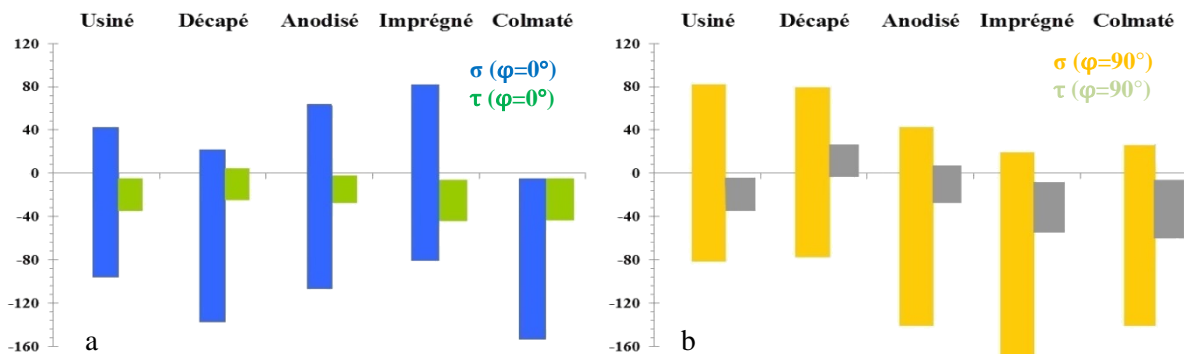 Usiné Décapé Anodisé Imprégné Colmaté
120
80
40
0
-40
-80
-120
-160
σ (φ=0°)
τ (φ=0°)
a
Usiné Décapé Anodisé Imprégné Colmaté
120
80
40
0
-40
-80
-120
-160
σ (φ=90°)
τ (φ=90°)
b